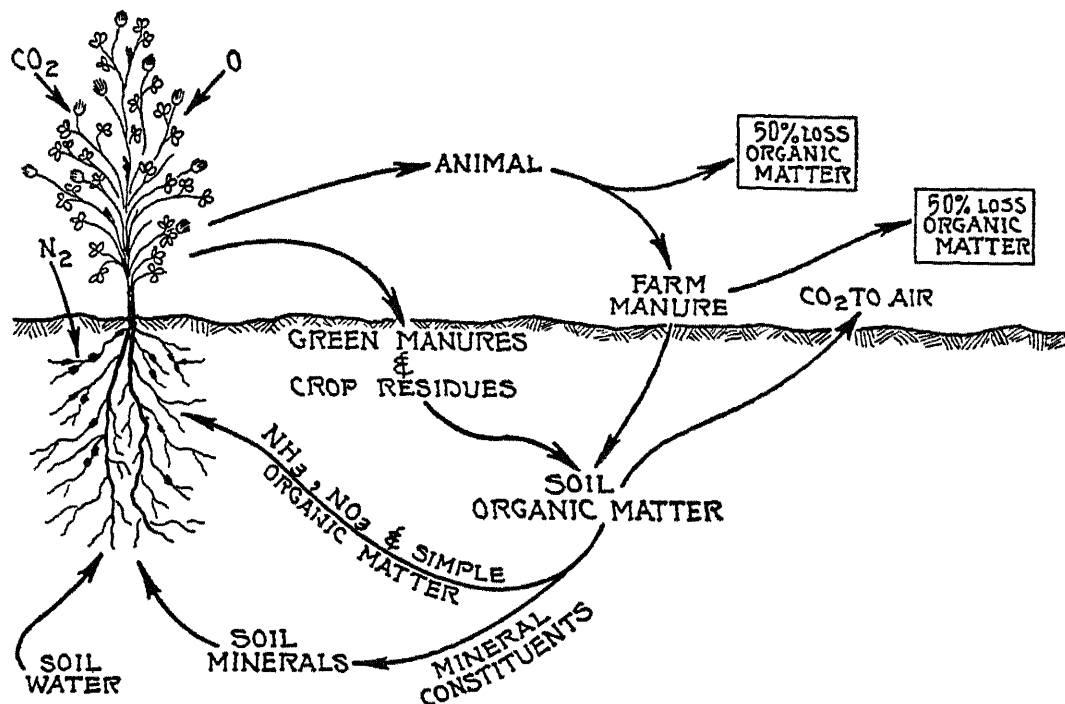 CO₂
O
ANIMAL
50% LOSS
ORGANIC
MATTER
50% LOSS
ORGANIC
MATTER
N₂
FARM
MANURE
CO₂ TO AIR
GREEN MANURES
&
CROP RESIDUES
SOIL
ORGANIC MATTER
NH₃, NO₃ & SIMPLE
ORGANIC MATTER
MINERAL
CONSTITUENTS
SOIL
MINERALS
SOIL
WATER